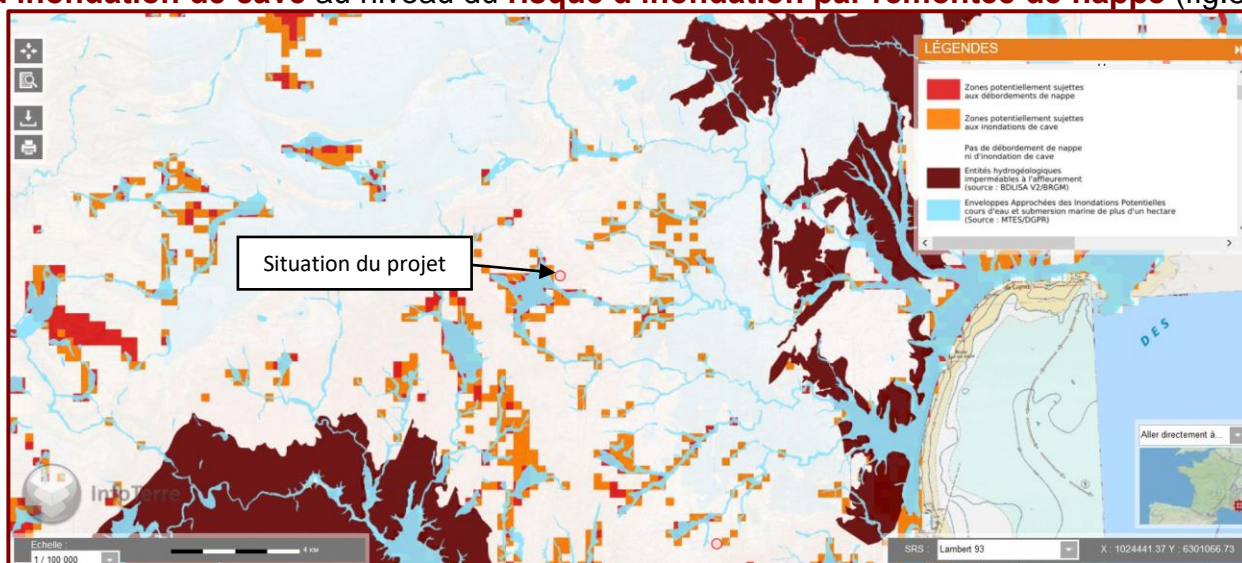 inondation de cave au niveau du risque d'inondation par remontée de nappe
LÉGENDES
Zones potentiellement sujettes
aux débordements de nappe
Zones potentiellement sujettes
aux inondations de cave
Pas de débordement de nappe
ni d'inondation de cave
Entités hydrogéologiques
imperméables à l'affleurement
(source : BDLISA V2/BRGM)
Enveloppes Approchées des Inondations Potentielles
cours d'eau et submersion marine de plus d'un hectare
(Source : MTES/DGPR)
Situation du projet
DES
Aller directement à...
InfoTerre
Echelle :
1 / 100 000
4 KM
SRS : Lambert 93
X : 1024441.37 Y : 6301066.73